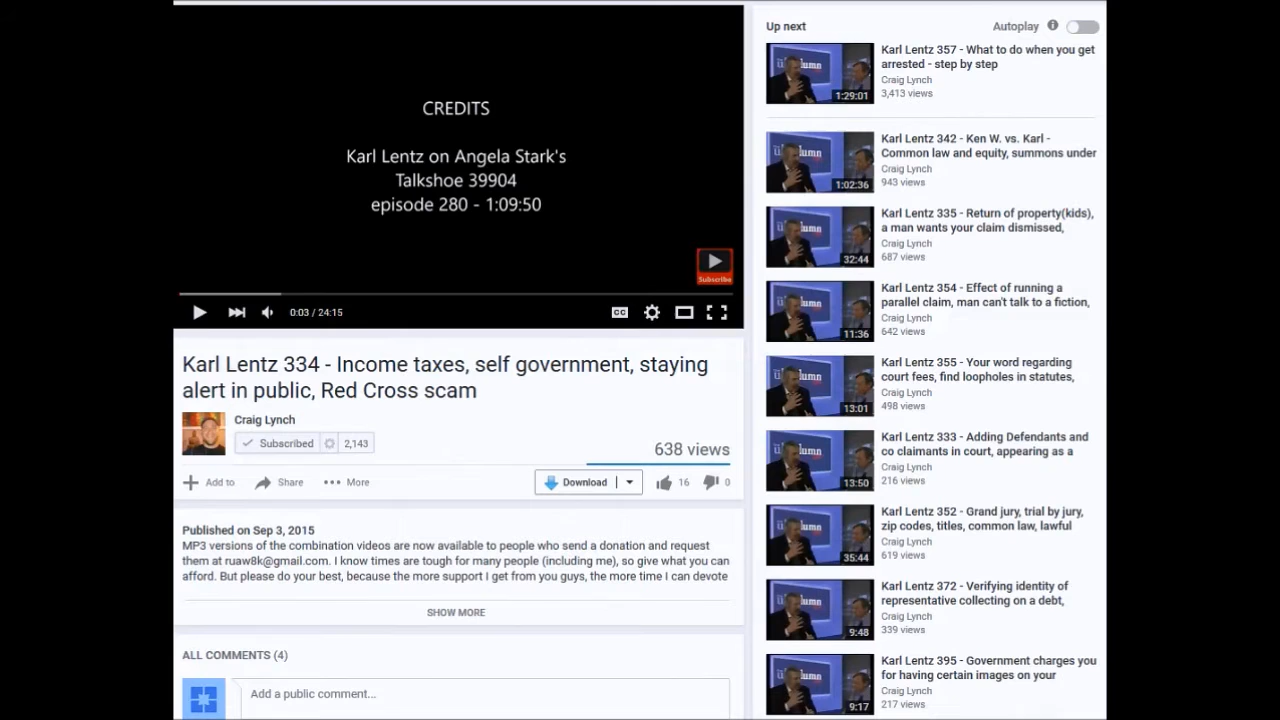 CREDITS
Karl Lentz on Angela Stark's
Talkshoe 39904
episode 280 - 1:09:50
Subscribe
0:03 / 24:15
CC
Karl Lentz 334 - Income taxes, self government, staying
alert in public, Red Cross scam
Craig Lynch
Subscribed 2,143
638 views
Add to Share More Download 16 0
Published on Sep 3, 2015
MP3 versions of the combination videos are now available to people who send a donation and request
them at ruaw8k@gmail.com. I know times are tough for many people (including me), so give what you can
afford. But please do your best, because the more support I get from you guys, the more time I can devote
SHOW MORE
ALL COMMENTS (4)
Add a public comment...
Up next Autoplay
Karl Lentz 357 - What to do when you get
arrested - step by step
Craig Lynch
3,413 views
1:29:01
Karl Lentz 342 - Ken W. vs. Karl -
Common law and equity, summons under
Craig Lynch
943 views
1:02:36
Karl Lentz 335 - Return of property(kids),
a man wants your claim dismissed,
Craig Lynch
687 views
32:44
Karl Lentz 354 - Effect of running a
parallel claim, man can't talk to a fiction,
Craig Lynch
642 views
11:36
Karl Lentz 355 - Your word regarding
court fees, find loopholes in statutes,
Craig Lynch
498 views
13:01
Karl Lentz 333 - Adding Defendants and
co claimants in court, appearing as a
Craig Lynch
216 views
13:50
Karl Lentz 352 - Grand jury, trial by jury,
zip codes, titles, common law, lawful
Craig Lynch
619 views
35:44
Karl Lentz 372 - Verifying identity of
representative collecting on a debt,
Craig Lynch
339 views
9:48
Karl Lentz 395 - Government charges you
for having certain images on your
Craig Lynch
217 views
9:17